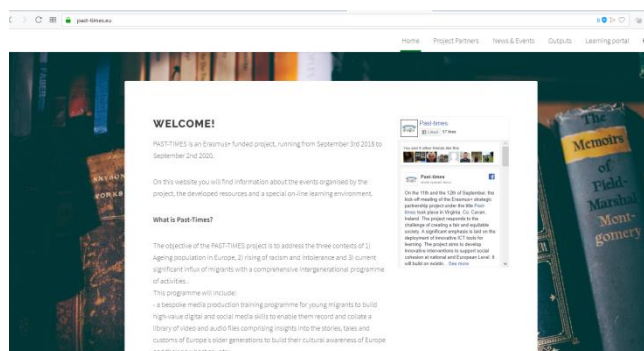 past-times.eu
Home Project Partners News & Events Outputs Learning portal
WELCOME!
PAST-TIMES is an Erasmus+ funded project, running from September 3rd 2018 to
September 2nd 2020.
On this website you will find information about the events organised by the
project, the developed resources and a special on-line learning environment.
What is Past-Times?
The objective of the PAST-TIMES project is to address the three contexts of 1)
Ageing population in Europe, 2) rising of racism and intolerance and 3) current
significant influx of migrants with a comprehensive intergenerational programme
of activities.
This programme will include:
- a bespoke media production training programme for young migrants to build
high-value digital and social media skills to enable them record and collate a
library of video and audio files comprising insights into the stories, tales and
customs of Europe's older generations to build their cultural awareness of Europe
Past-times
Liked 17 likes
You and 9 other friends like this
Past-times
On the 11th and the 12th of September, the
kick-off meeting of the Erasmus+ strategic
partnership project under the title Past-
times took place in Virginia, Co. Cavan,
Ireland. The project responds to the
challenge of creating a fair and equitable
society. A significant emphasis is laid on the
deployment of innovative ICT tools for
learning. The project aims to develop
innovative interventions to support social
cohesion at national and European Level. It
will build on existin... See more
The
Memoirs
of
Field-
Marshal
Mont-
gomery